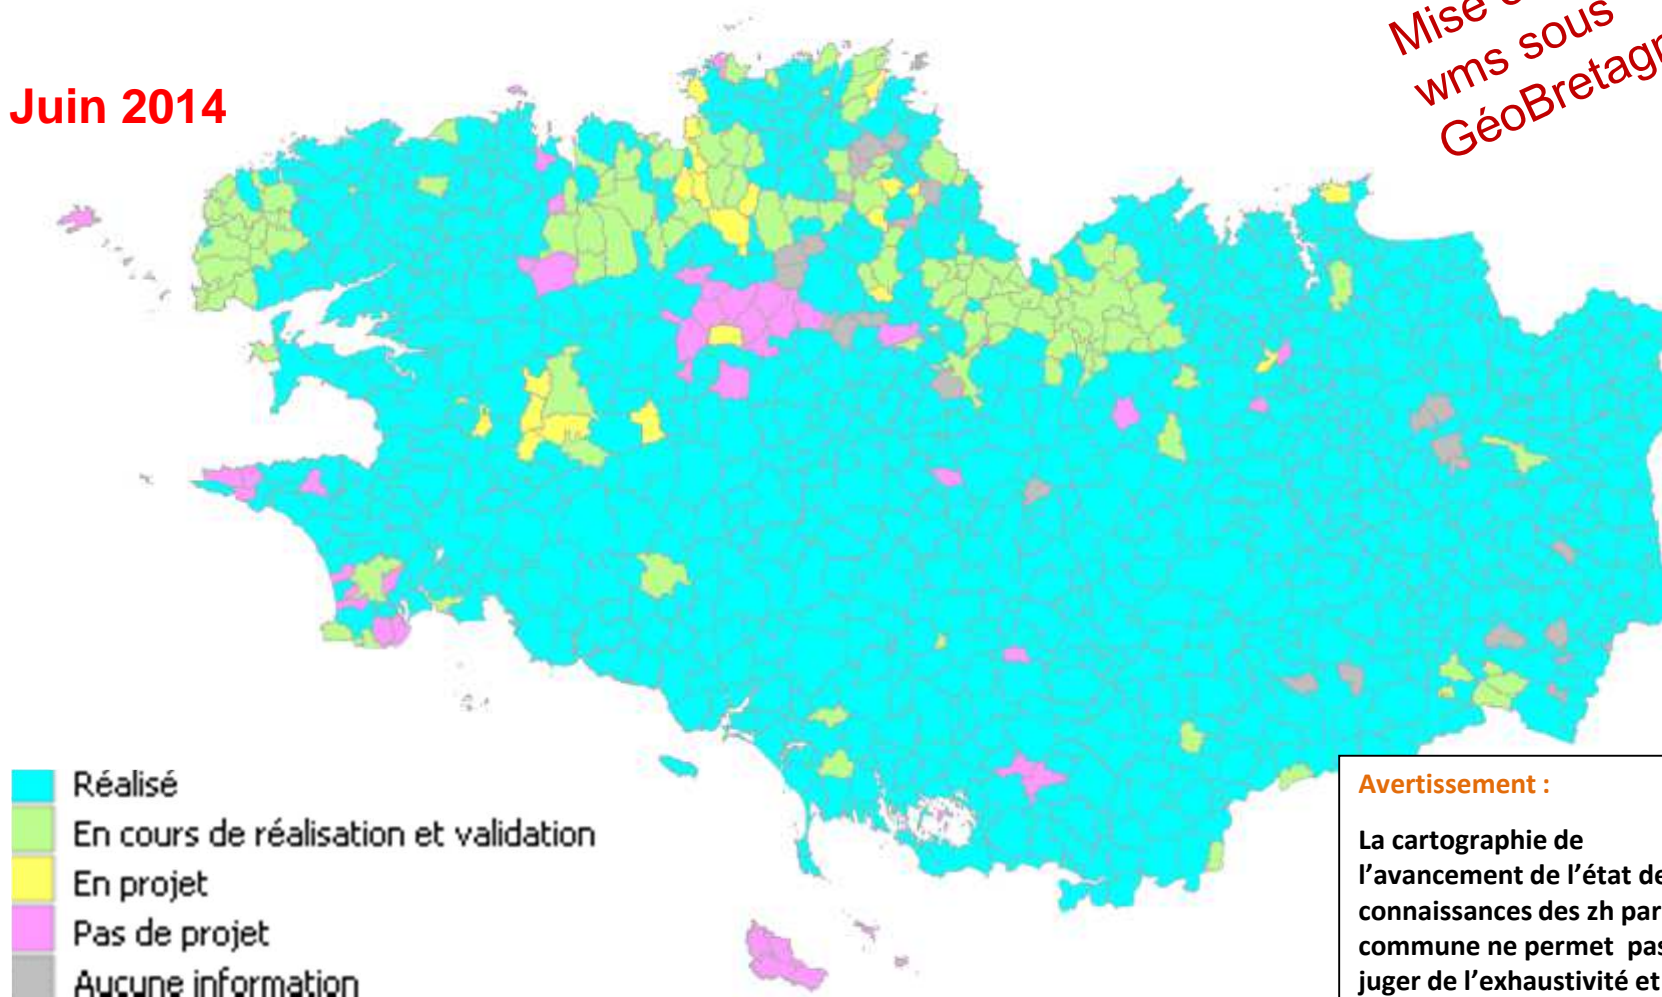 Juin 2014
Mise
wms sous
GéoBretagn
Réalisé
En cours de réalisation et validation
En projet
Pas de projet
Aucune information
Avertissement :
La cartographie de
l'avancement de l'état de
connaissances des zh par
commune ne permet pas
juger de l'exhaustivité et